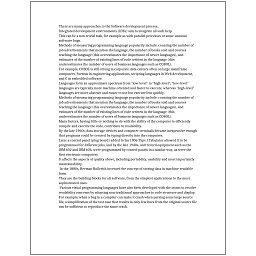 There are many approaches to the Software development process.
Integrated development environments (IDEs) aim to integrate all such help.
This can be a non-trivial task, for example as with parallel processes or some unusual
software bugs.
Methods of measuring programming language popularity include: counting the number of
job advertisements that mention the language, the number of books sold and courses
teaching the language (this overestimates the importance of newer languages), and
estimates of the number of existing lines of code written in the language (this
underestimates the number of users of business languages such as COBOL).
For example, COBOL is still strong in corporate data centers often on large mainframe
computers, Fortran in engineering applications, scripting languages in Web development,
and C in embedded software.
Languages form an approximate spectrum from "low-level" to "high-level"; "low-level"
languages are typically more machine-oriented and faster to execute, whereas "high-level"
languages are more abstract and easier to use but execute less quickly.
Methods of measuring programming language popularity include: counting the number of
job advertisements that mention the language, the number of books sold and courses
teaching the language (this overestimates the importance of newer languages), and
estimates of the number of existing lines of code written in the language (this
underestimates the number of users of business languages such as COBOL).
Many factors, having little or nothing to do with the ability of the computer to efficiently
compile and execute the code, contribute to readability.
By the late 1960s, data storage devices and computer terminals became inexpensive enough
that programs could be created by typing directly into the computers.
Later a control panel (plug board) added to his 1906 Type I Tabulator allowed it to be
programmed for different jobs, and by the late 1940s, unit record equipment such as the
IBM 602 and IBM 604, were programmed by control panels in a similar way, as were the
first electronic computers.
It affects the aspects of quality above, including portability, usability and most importantly
maintainability.
In the 1880s, Herman Hollerith invented the concept of storing data in machine-readable
form.
They are the building blocks for all software, from the simplest applications to the most
sophisticated ones.
Various visual programming languages have also been developed with the intent to resolve
readability concerns by adopting non-traditional approaches to code structure and display.
For example, when a bug in a compiler can make it crash when parsing some large source
file, a simplification of the test case that results in only few lines from the original source file
can be sufficient to reproduce the same crash.